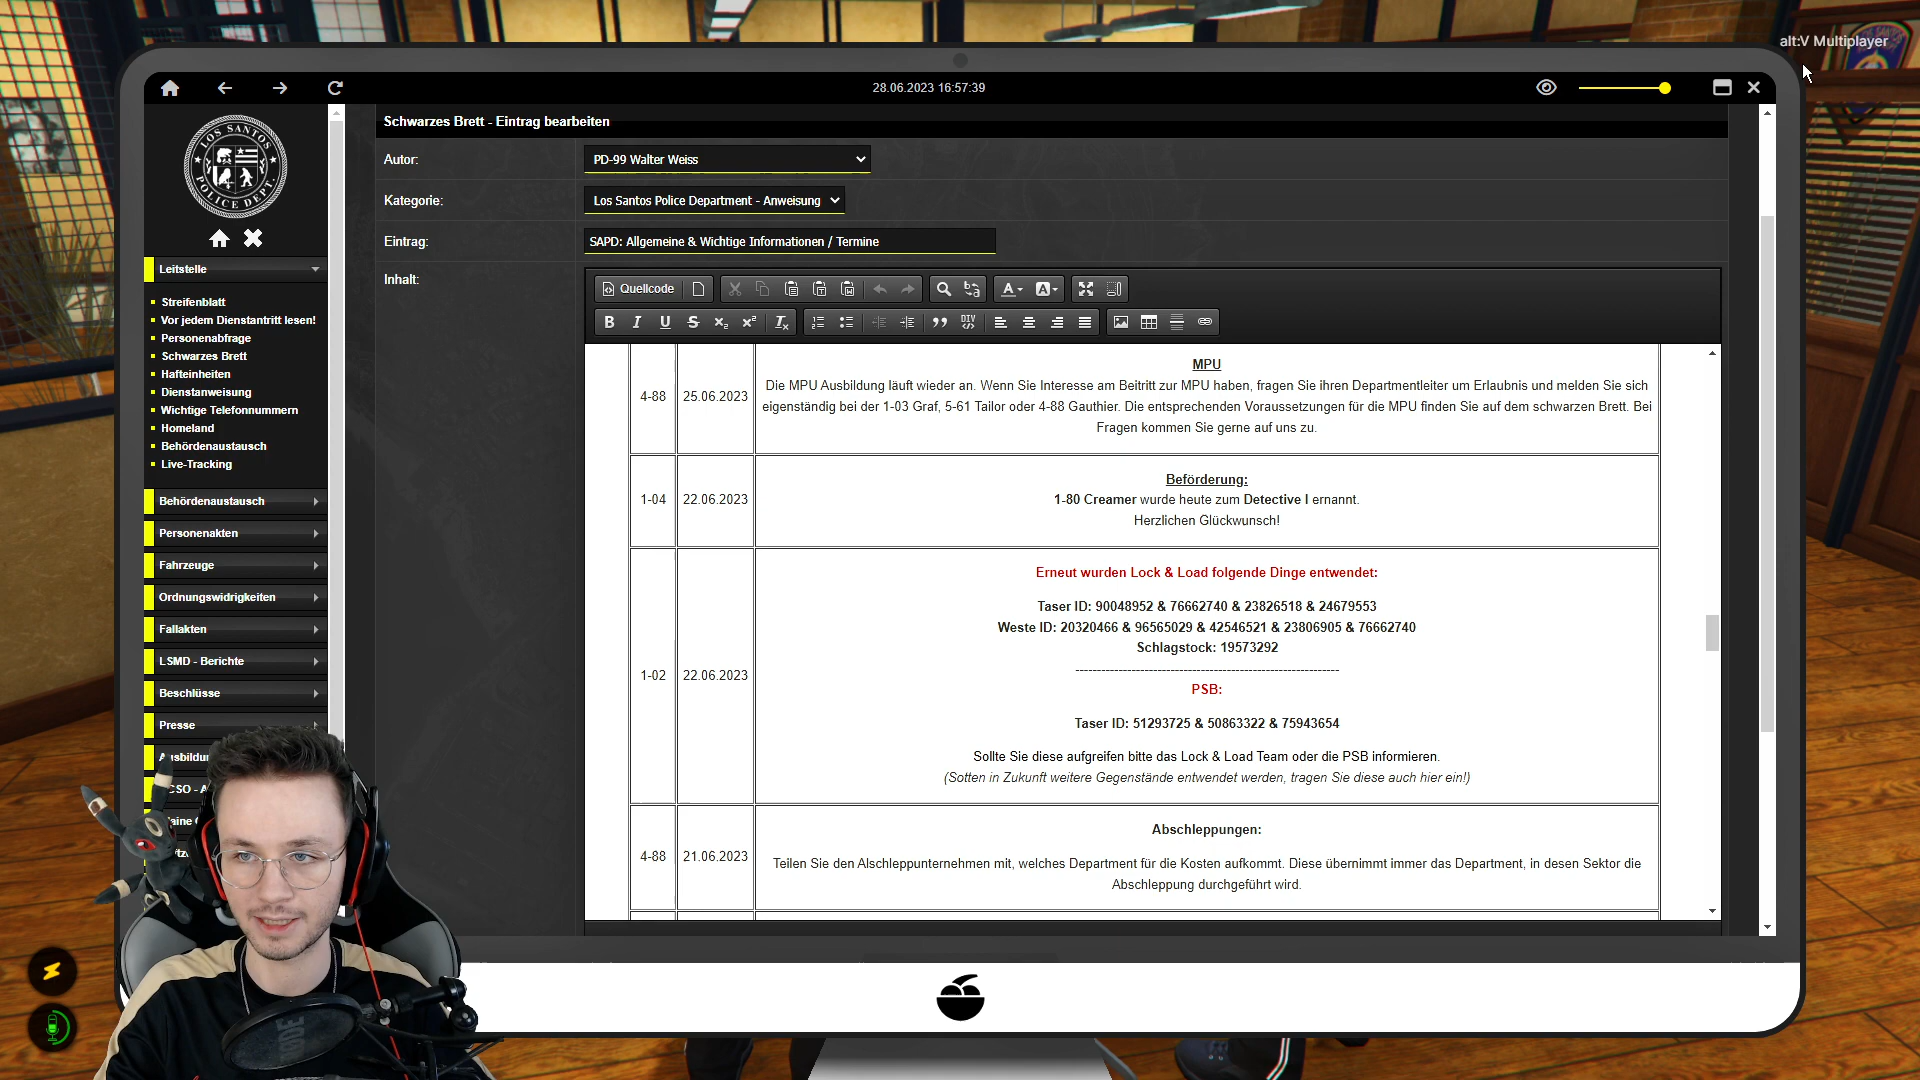 alt:V Multiplayer
28.06.2023 16:57:39
LOS SANTOS
POLICE DEPT.
Leitstelle
Streifenblatt
Vor jedem Dienstantritt lesen!
Personenabfrage
Schwarzes Brett
Hafteinheiten
Dienstanweisung
Wichtige Telefonnummern
Homeland
Behördenaustausch
Live-Tracking
Behördenaustausch
Personenakten
Fahrzeuge
Ordnungswidrigkeiten
Fallakten
LSMD - Berichte
Beschlüsse
Presse
Schwarzes Brett - Eintrag bearbeiten
Autor:
PD-99 Walter Weiss
Kategorie:
Los Santos Police Department - Anweisung
Eintrag:
SAPD: Allgemeine & Wichtige Informationen / Termine
Inhalt:
Quellcode
MPU
4-88 25.06.2023 Die MPU Ausbildung läuft wieder an. Wenn Sie Interesse am Beitritt zur MPU haben, fragen Sie ihren Departmentleiter um Erlaubnis und melden Sie sich
eigenständig bei der 1-03 Graf, 5-61 Tailor oder 4-88 Gauthier. Die entsprechenden Voraussetzungen für die MPU finden Sie auf dem schwarzen Brett. Bei
Fragen kommen Sie gerne auf uns zu.
Beförderung:
1-04 22.06.2023 1-80 Creamer wurde heute zum Detective I ernannt.
Herzlichen Glückwunsch!
Erneut wurden Lock & Load folgende Dinge entwendet:
Taser ID: 90048952 & 76662740 & 23826518 & 24679553
Weste ID: 20320466 & 96565029 & 42546521 & 23806905 & 76662740
Schlagstock: 19573292
------------------------------------------------------------
1-02 22.06.2023 PSB:
Taser ID: 51293725 & 50863322 & 75943654
Sollte Sie diese aufgreifen bitte das Lock & Load Team oder die PSB informieren.
(Sotten in Zukunft weitere Gegenstände entwendet werden, tragen Sie diese auch hier ein!)
Abschleppungen:
4-88 21.06.2023 Teilen Sie den Alschleppunternehmen mit, welches Department für die Kosten aufkommt. Diese übernimmt immer das Department, in desen Sektor die
Abschleppung durchgeführt wird.